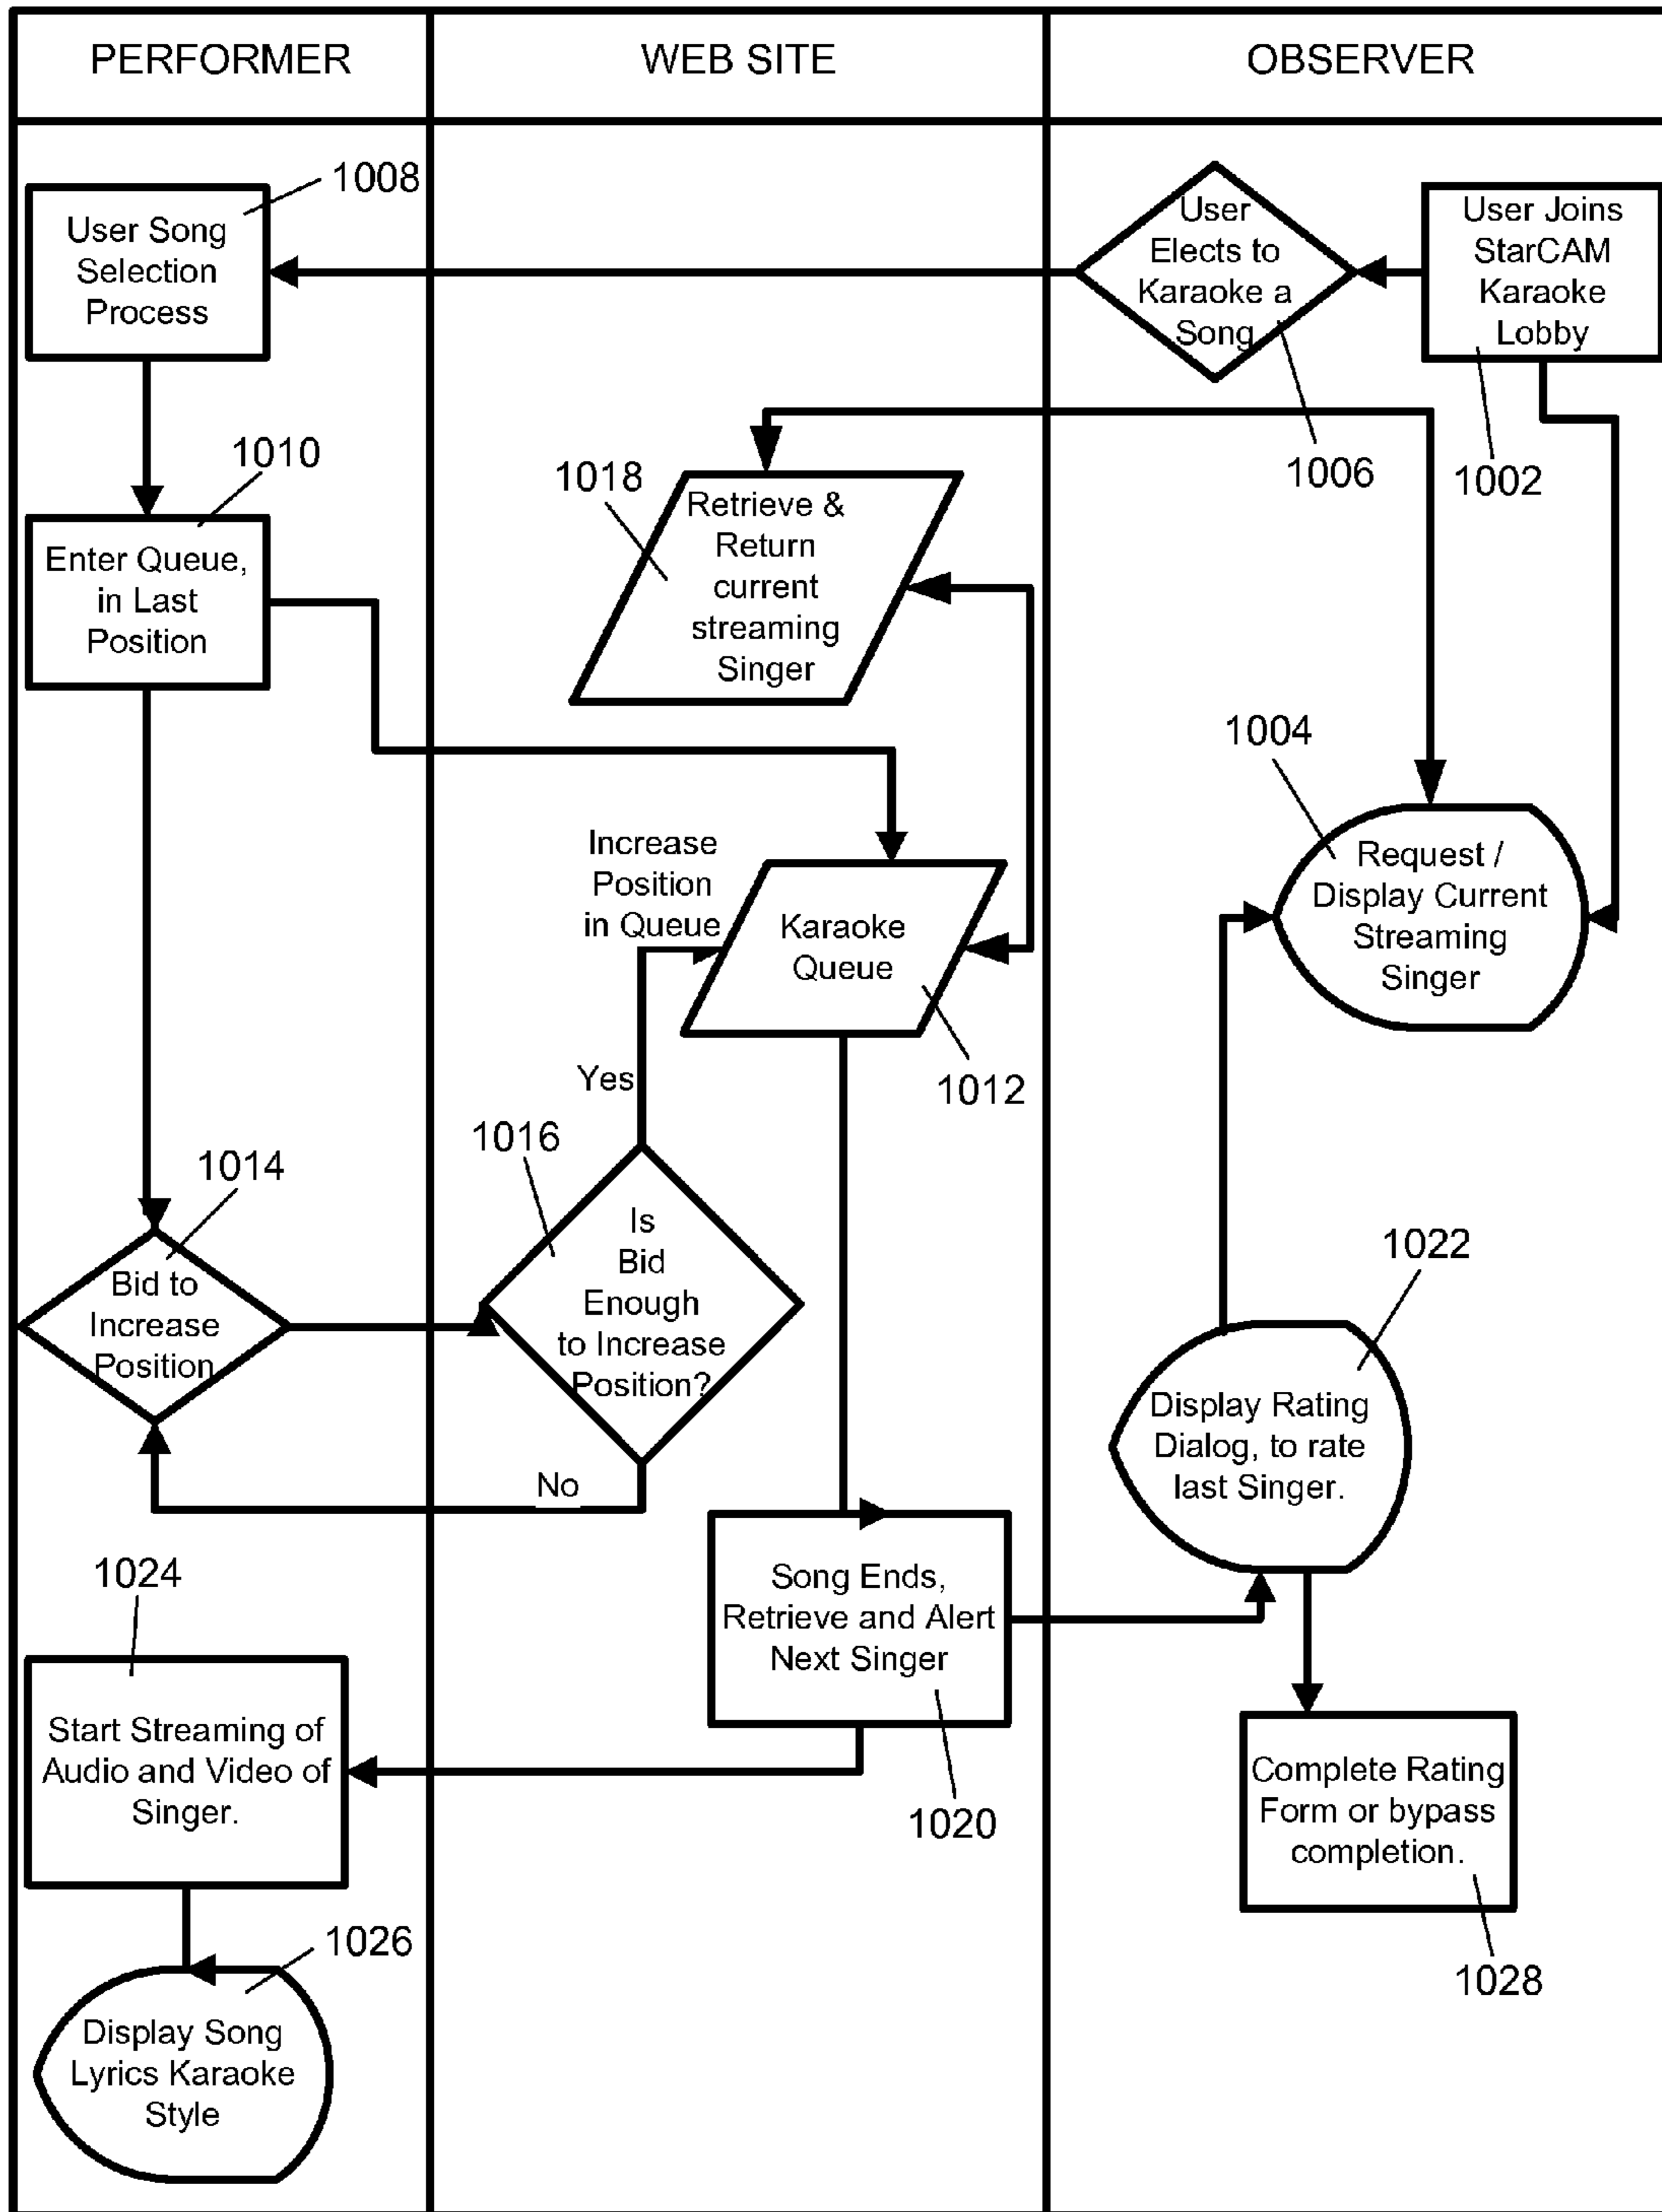 PERFORMER
WEB SITE
OBSERVER
1008
User Song
Selection
Process
User
Elects to
Karaoke a
Song
1006
User Joins
StarCAM
Karaoke
Lobby
1002
1010
Enter Queue,
in Last
Position
1018
Retrieve &
Return
current
streaming
Singer
1004
Request /
Display Current
Streaming
Singer
Increase
Position
in Queue
Karaoke
Queue
1012
Yes
1014
Bid to
Increase
Position
1016
Is
Bid
Enough
to Increase
Position?
No
1022
Display Rating
Dialog, to rate
last Singer.
1024
Start Streaming of
Audio and Video of
Singer.
Song Ends,
Retrieve and Alert
Next Singer
1020
Complete Rating
Form or bypass
completion.
1028
1026
Display Song
Lyrics Karaoke
Style